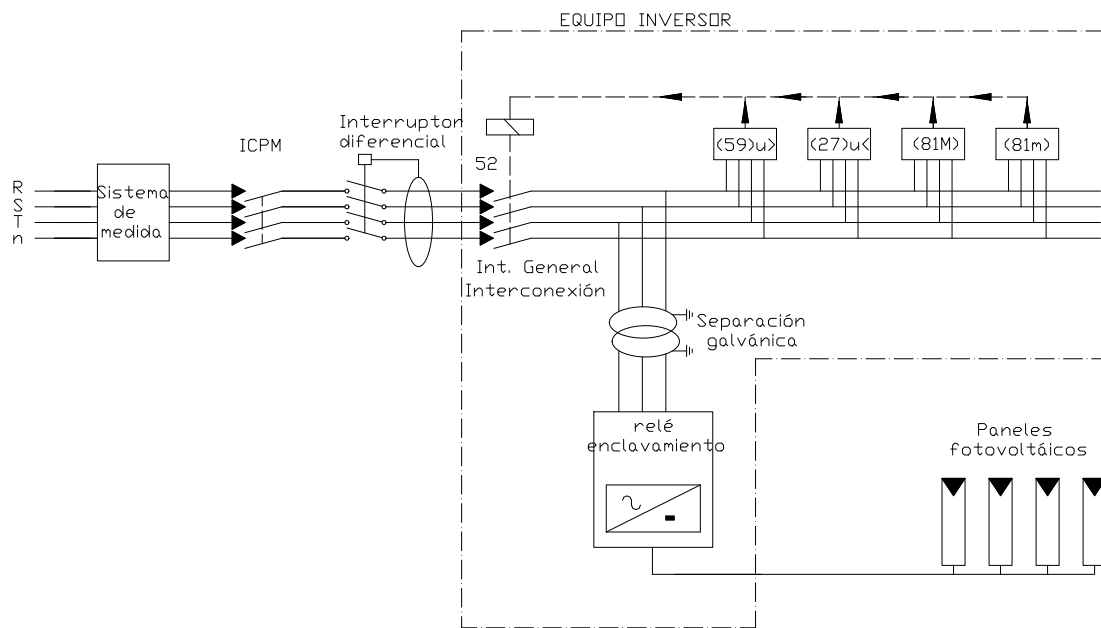 EQUIPO INVERSOR
Interruptor
diferencial
ICPM
52
(59)u>
(27)u<
(81M)
(81m)
R
S
T
n
Sistema
de
medida
Int. General
Interconexión
Separación
galvánica
relé
enclavamiento
Paneles
fotovoltáicos